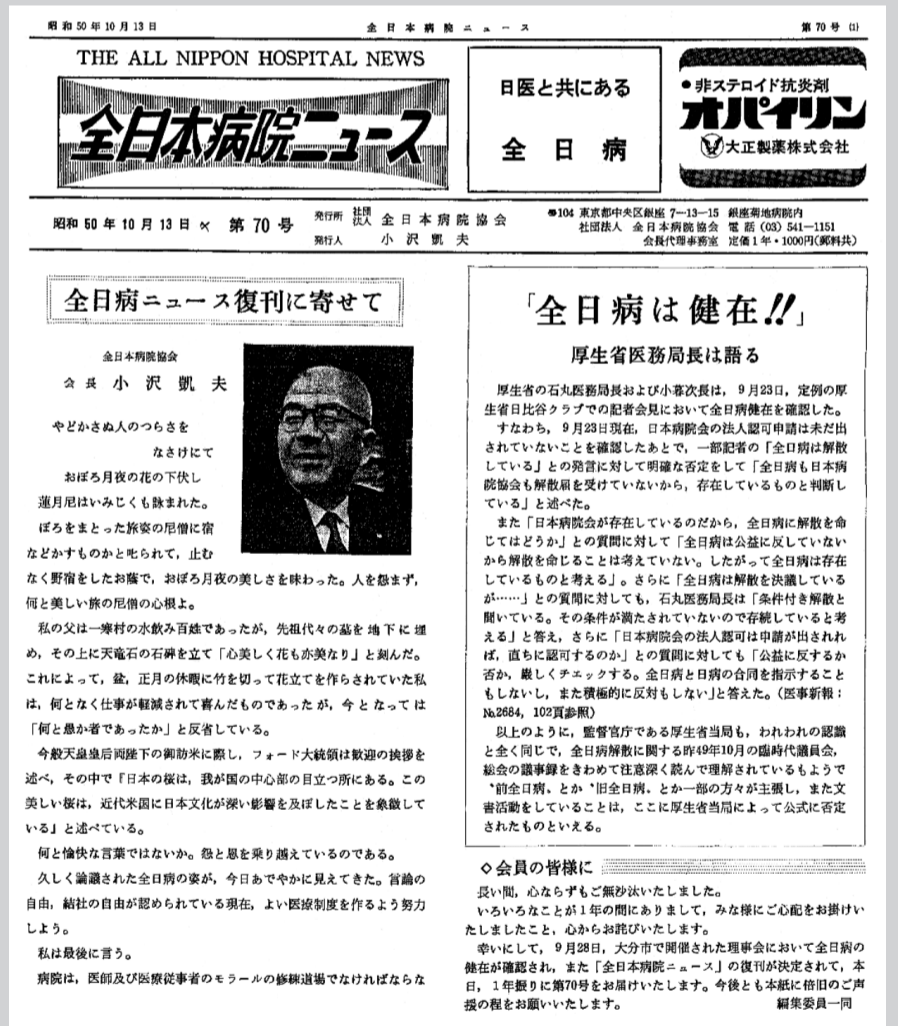 昭和50年10月13日
全日本病院ニュース
第70号 (1)
THE ALL NIPPON HOSPITAL NEWS
全日本病院ニュース
日医と共にある
全日病
●非ステロイド抗炎剤
オパイリン
大正製薬株式会社
昭和50年10月13日 第70号
発行所 社団法人 全日本病院協会
発行人 小沢凱夫
104 東京都中央区銀座7−13−15 銀座菊地病院内
社団法人 全日本病院協会 電話(03)541−1151
会長代理事務室 定価1年・1000円(郵料共)
全日病ニュース復刊に寄せて
全日本病院協会
会長 小沢凱夫
やどかさぬ人のつらさを
なさけにて
おぼろ月夜の花の下伏し
蓮月尼はいみじくも詠まれた。
ぼろをまとった旅姿の尼僧に宿
などかすものかと叱られて,止む
なく野宿をしたお蔭で,おぼろ月夜の美しさを味わった。人を怨まず,
何と美しい旅の尼僧の心根よ。
私の父は一寒村の水飲み百姓であったが,先祖代々の墓を地下に埋
め,その上に天竜石の石碑を立て「心美しく花も亦美なり」と刻んだ。
これによって,盆,正月の休暇に竹を切って花立てを作らされていた私
は,何となく仕事が軽減されて喜んだものであったが,今となっては
「何と愚か者であったか」と反省している。
今般天皇皇后両陛下の御訪米に際し,フォード大統領は歓迎の挨拶を
述べ,その中で『日本の桜は,我が国の中心部の目立つ所にある。この
美しい桜は,近代米国に日本文化が深い影響を及ぼしたことを象徴して
いる』と述べている。
何と愉快な言葉ではないか。怨と恩を乗り越えているのである。
久しく論議された全日病の姿が,今日あでやかに見えてきた。言論の
自由,結社の自由が認められている現在,よい医療制度を作るよう努力
しよう。
私は最後に言う。
病院は,医師及び医療従事者のモラールの修練道場でなければならな
「全日病は健在!!」
厚生省医務局長は語る
厚生省の石丸医務局長および小暮次長は,9月23日,定例の厚
生省日比谷クラブでの記者会見において全日病健在を確認した。
すなわち,9月23日現在,日本病院会の法人認可申請は未だ出
されていないことを確認したあとで,一部記者の「全日病は解散
している」との発言に対して明確な否定をして「全日病も日本病
院協会も解散届を受けていないから,存在しているものと判断し
ている」と述べた。
また「日本病院会が存在しているのだから,全日病に解散を命
じてはどうか」との質問に対して「全日病は公益に反していない
から解散を命じることは考えていない。したがって全日病は存在
しているものと考える」。さらに「全日病は解散を決議している
が……」との質問に対しても,石丸医務局長は「条件付き解散と
聞いている。その条件が満たされていないので存続していると考
える」と答え,さらに「日本病院会の法人認可は申請が出されれ
ば,直ちに認可するのか」との質問に対しても「公益に反するか
否か,厳しくチェックする。全日病と日病の合同を指示すること
もしないし,また積極的に反対もしない」と答えた。(医事新報:
№2684,102頁参照)
以上のように,監督官庁である厚生省当局も,われわれの認識
と全く同じで,全日病解散に関する昨49年10月の臨時代議員会,
総会の議事録をきわめて注意深く読んで理解されているもようで
〝前全日病〟とか〝旧全日病〟とか一部の方々が主張し,また文
書活動をしていることは,ここに厚生省当局によって公式に否定
されたものといえる。
◇会員の皆様に
長い間,心ならずもご無沙汰いたしました。
いろいろなことが1年の間にありまして,みな様にご心配をお掛けい
たしましたこと,心からお詫びいたします。
幸いにして,9月28日,大分市で開催された理事会において全日病の
健在が確認され,また「全日本病院ニュース」の復刊が決定されて,本
日,1年振りに第70号をお届けいたします。今後とも本紙に倍旧のご声
援の程をお願いいたします。 編集委員一同